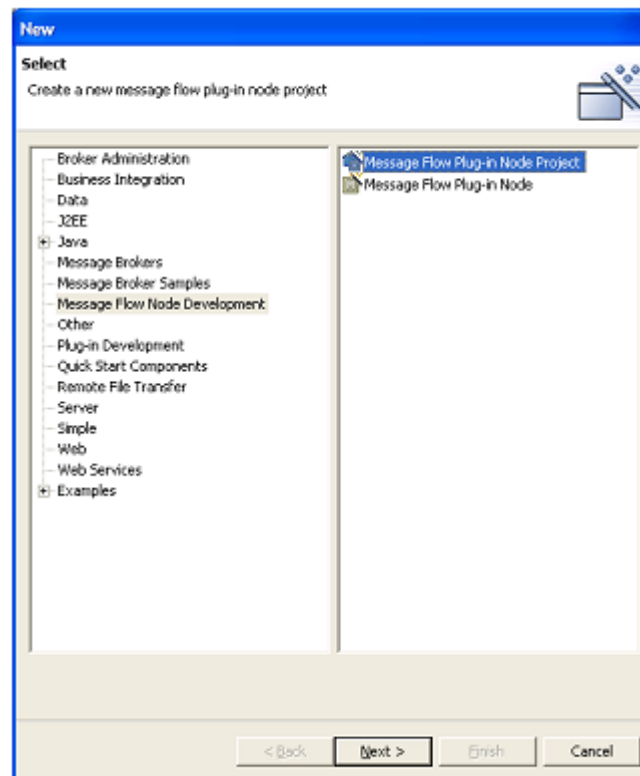 New
Select
Create a new message flow plug-in node project
Broker Administration
Business Integration
Data
J2EE
Java
Message Brokers
Message Broker Samples
Message Flow Node Development
Other
Plug-in Development
Quick Start Components
Remote File Transfer
Server
Simple
Web
Web Services
Examples
Message Flow Plug-in Node Project
Message Flow Plug-in Node
< Back
Next >
Finish
Cancel